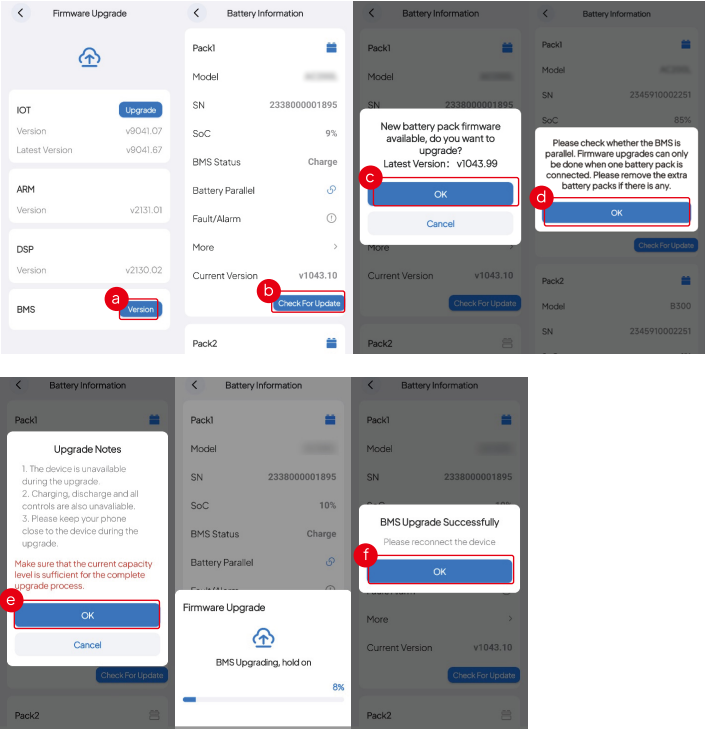 Firmware Upgrade
IOT
Upgrade
Version
v9041.07
Latest Version
v9041.67
ARM
Version
v2131.01
DSP
Version
v2130.02
BMS
a
Version
Battery Information
Pack1
Model
SN
2338000001895
SoC
9%
BMS Status
Charge
Battery Parallel
Fault/Alarm
More
Current Version
v1043.10
b
Check For Update
Pack2
Battery Information
Pack1
Model
SN
2338000001895
New battery pack firmware
available, do you want to
upgrade?
Latest Version: v1043.99
c
OK
Cancel
More
Current Version
v1043.10
Check For Update
Pack2
Battery Information
Pack1
Model
SN
2345910002251
SoC
85%
Please check whether the BMS is
parallel. Firmware upgrades can only
be done when one battery pack is
connected. Please remove the extra
battery packs if there is any.
d
OK
Check For Update
Pack2
Model
B300
SN
2345910002251
Battery Information
Pack1
Upgrade Notes
1. The device is unavailable
during the upgrade.
2. Charging, discharge and all
controls are also unavaliable.
3. Please keep your phone
close to the device during the
upgrade.
Make sure that the current capacity
level is sufficient for the complete
upgrade process.
e
OK
Cancel
Check For Update
Pack2
Battery Information
Pack1
Model
SN
2338000001895
SoC
10%
BMS Status
Charge
Battery Parallel
Firmware Upgrade
BMS Upgrading, hold on
8%
Battery Information
Pack1
Model
SN
2338000001895
BMS Upgrade Successfully
Please reconnect the device
f
OK
More
Current Version
v1043.10
Check For Update
Pack2